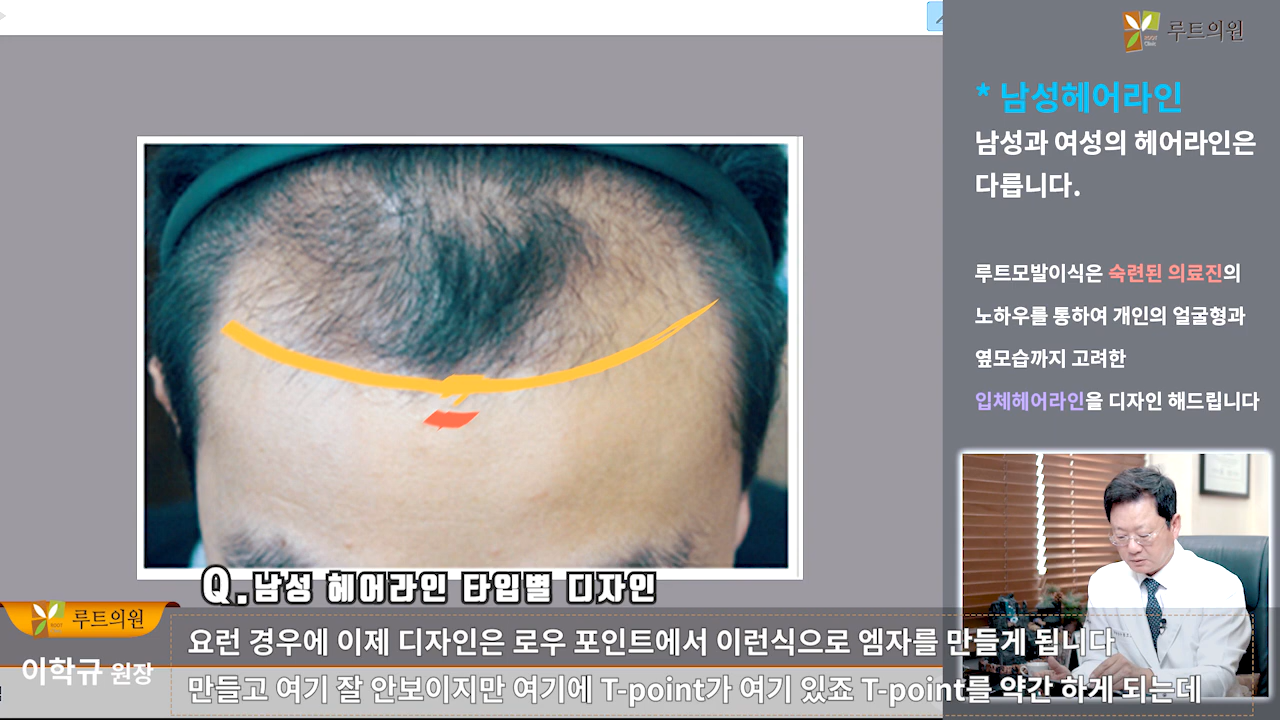 ROOT Clinic 루트의원
* 남성헤어라인
남성과 여성의 헤어라인은
다릅니다.
루트모발이식은 숙련된 의료진의
노하우를 통하여 개인의 얼굴형과
옆모습까지 고려한
입체헤어라인을 디자인 해드립니다
Q.남성 헤어라인 타입별 디자인
루트의원
이학규 원장
요런 경우에 이제 디자인은 로우 포인트에서 이런식으로 엠자를 만들게 됩니다
만들고 여기 잘 안보이지만 여기에 T-point가 여기 있죠 T-point를 약간 하게 되는데